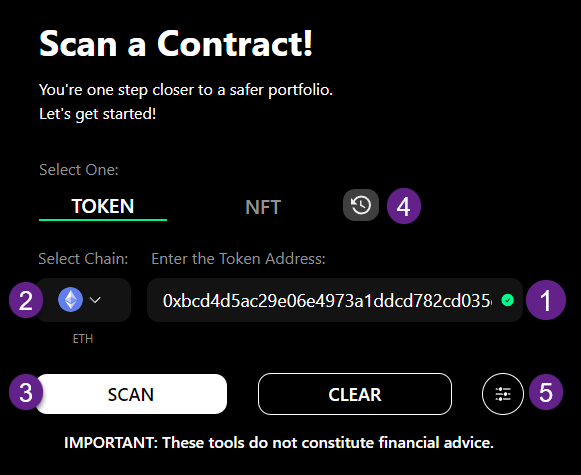 Scan a Contract!
You're one step closer to a safer portfolio.
Let's get started!
Select One:
TOKEN NFT 4
Select Chain: Enter the Token Address:
2 0xbcd4d5ac29e06e4973a1ddcd782cd035 1
ETH
3 SCAN CLEAR 5
IMPORTANT: These tools do not constitute financial advice.